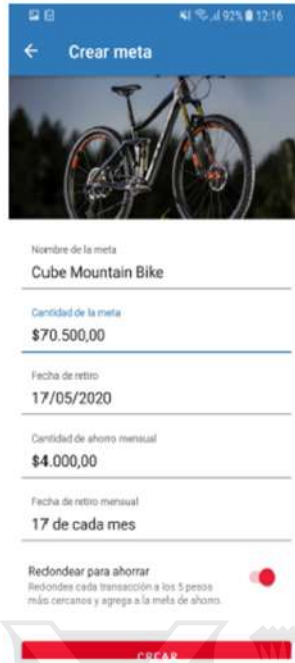 92% 12:16
Crear meta
Nombre de la meta
Cube Mountain Bike
Cantidad de la meta
$70.500,00
Fecha de retiro
17/05/2020
Cantidad de ahorro mensual
$4.000,00
Fecha de retiro mensual
17 de cada mes
Redondear para ahorrar
Redondea cada transacción a los 5 pesos
más cercanos y agrega a la meta de ahorro.
CREAR